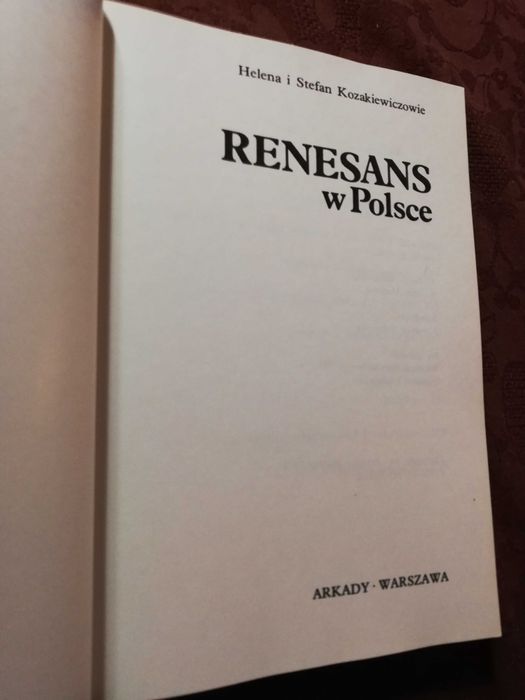 Helena i Stefan Kozakiewiczowie
RENESANS
w Polsce
ARKADY · WARSZAWA